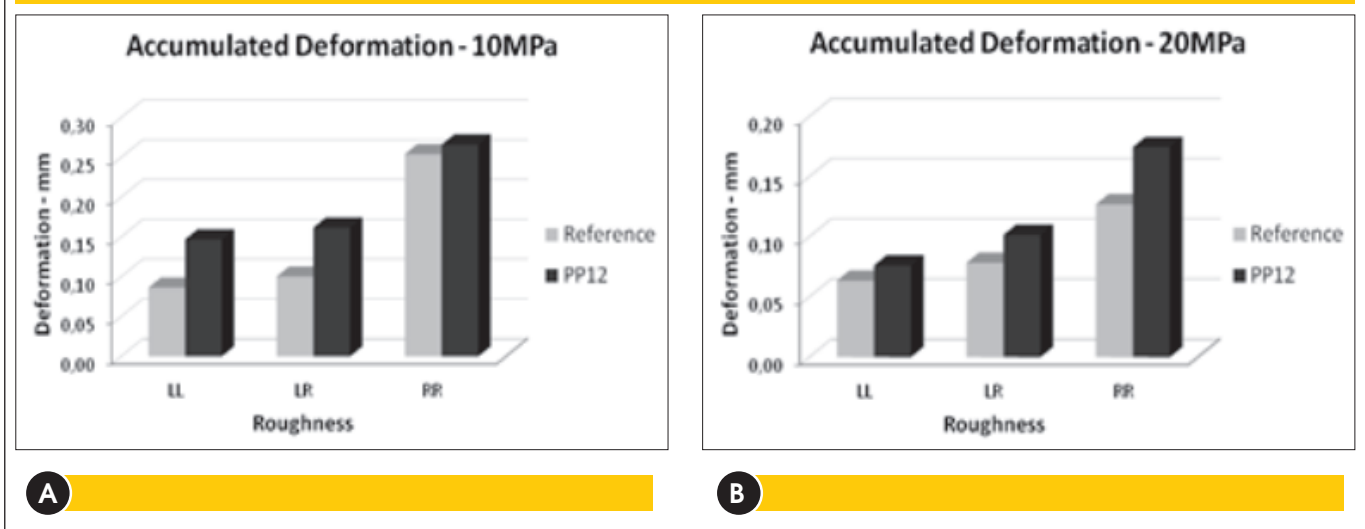 Accumulated Deformation - 10MPa
Deformation - mm
0,30
0,25
0,20
0,15
0,10
0,05
0,00
LL LR RR
Roughness
Reference
PP12
A
Accumulated Deformation - 20MPa
Deformation - mm
0,20
0,15
0,10
0,05
0,00
LL LR RR
Roughness
Reference
PP12
B